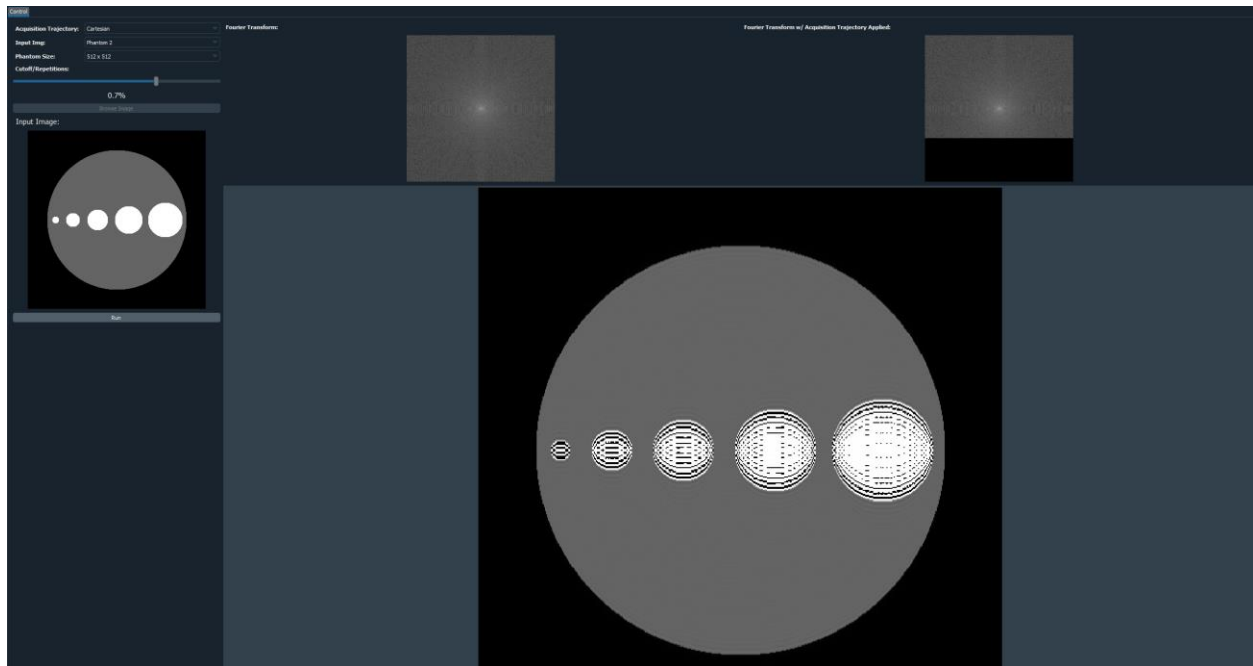 Control
Acquisition Trajectory: Cartesian
Input Img: Phantom 2
Phantom Size: 512 x 512
Cutoff/Repetitions:
0.7%
Browse Image
Input Image:
Run
Fourier Transform:
Fourier Transform w/ Acquisition Trajectory Applied: